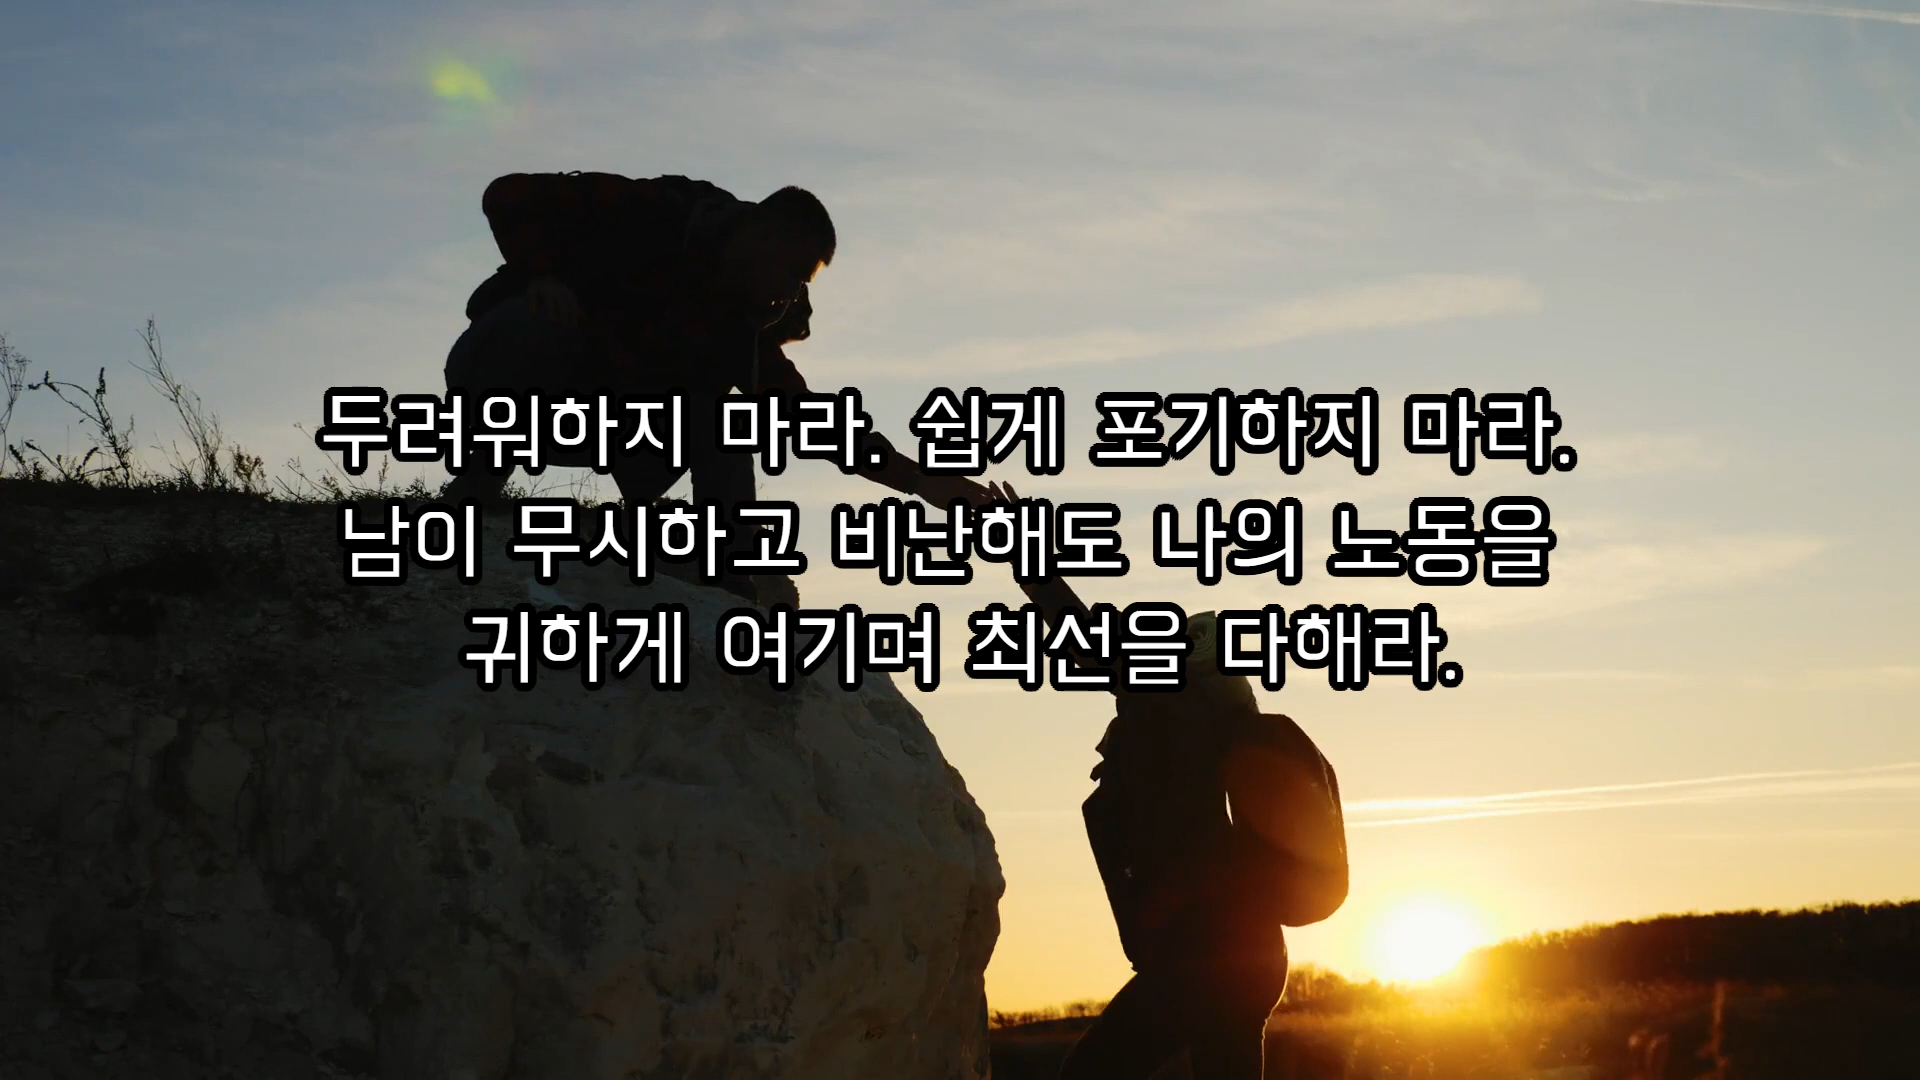 두려워하지 마라. 쉽게 포기하지 마라.
남이 무시하고 비난해도 나의 노동을
귀하게 여기며 최선을 다해라.